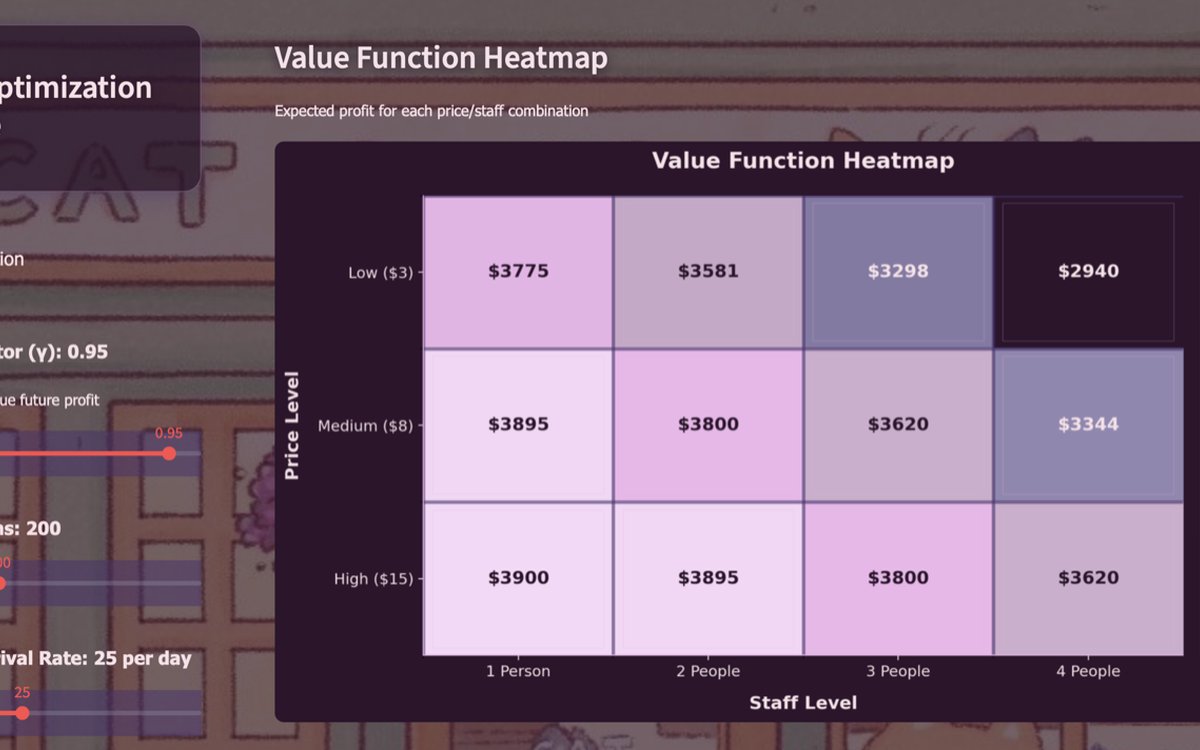 ptimization
CAT
ion
tor (γ): 0.95
ue future profit
0.95
ns: 200
00
ival Rate: 25 per day
25
Value Function Heatmap
Expected profit for each price/staff combination
Value Function Heatmap
Price Level
Low ($3) $3775 $3581 $3298 $2940
Medium ($8) $3895 $3800 $3620 $3344
High ($15) $3900 $3895 $3800 $3620
1 Person 2 People 3 People 4 People
Staff Level